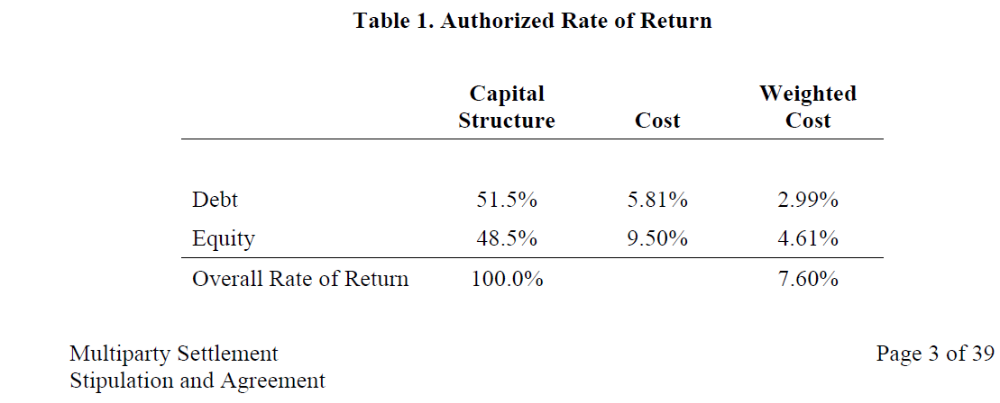 Table 1. Authorized Rate of Return
Capital Structure Cost Weighted Cost
Debt 51.5% 5.81% 2.99%
Equity 48.5% 9.50% 4.61%
Overall Rate of Return 100.0% 7.60%
Multiparty Settlement Page 3 of 39
Stipulation and Agreement